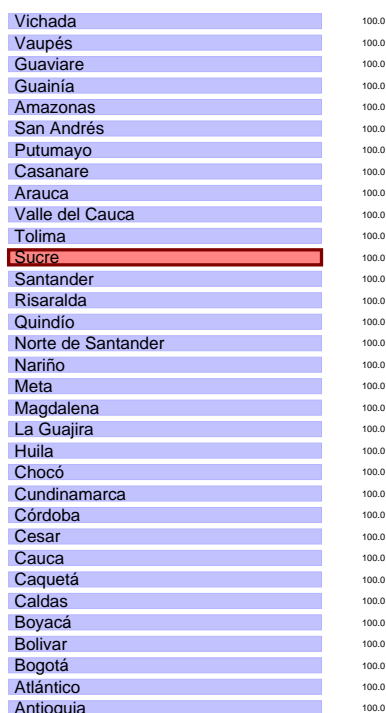 Vichada 100.0
Vaupés 100.0
Guaviare 100.0
Guainía 100.0
Amazonas 100.0
San Andrés 100.0
Putumayo 100.0
Casanare 100.0
Arauca 100.0
Valle del Cauca 100.0
Tolima 100.0
Sucre 100.0
Santander 100.0
Risaralda 100.0
Quindío 100.0
Norte de Santander 100.0
Nariño 100.0
Meta 100.0
Magdalena 100.0
La Guajira 100.0
Huila 100.0
Chocó 100.0
Cundinamarca 100.0
Córdoba 100.0
Cesar 100.0
Cauca 100.0
Caquetá 100.0
Caldas 100.0
Boyacá 100.0
Bolivar 100.0
Bogotá 100.0
Atlántico 100.0
Antioquia 100.0